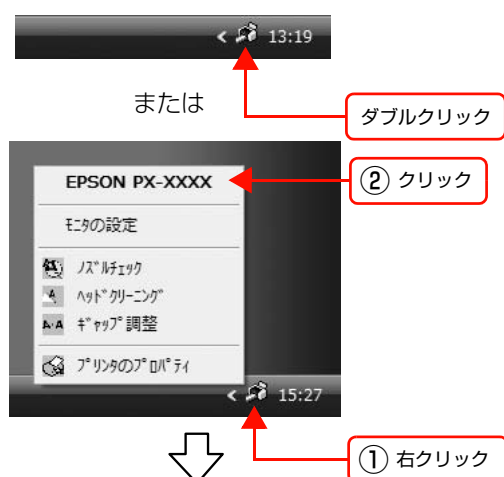 < 13:19
または
ダブルクリック
EPSON PX-XXXX
② クリック
ﾓﾆﾀの設定
ﾉｽﾞﾙﾁｪｯｸ
ﾍｯﾄﾞｸﾘｰﾆﾝｸﾞ
ｷﾞｬｯﾌﾟ調整
ﾌﾟﾘﾝﾀのﾌﾟﾛﾊﾟﾃｨ
< 15:27
① 右クリック